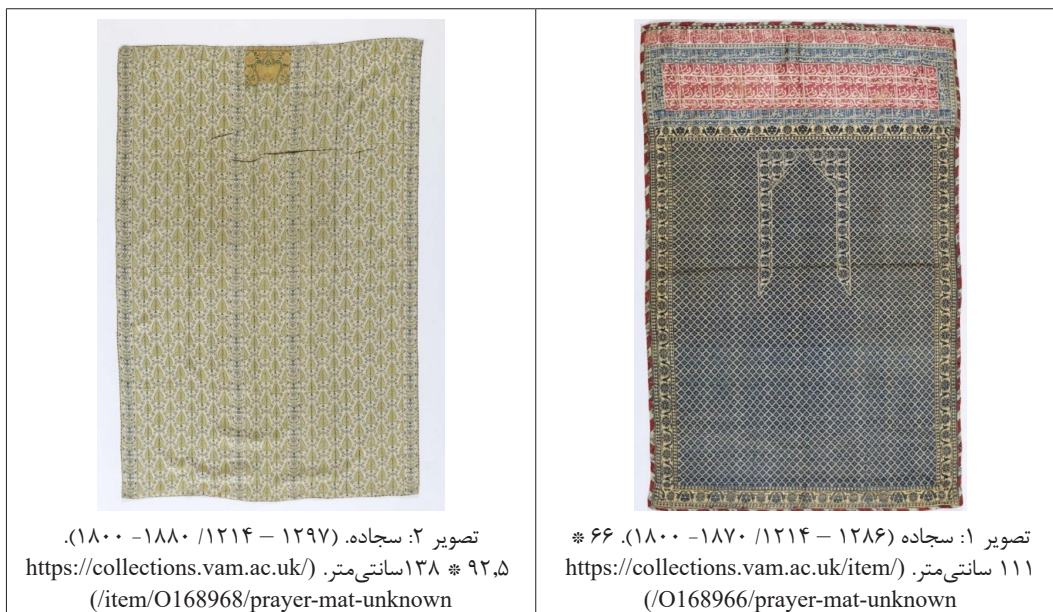 تصویر ۱: سجاده (۱۲۸۶ – ۱۲۱۴/ ۱۸۷۰- ۱۸۰۰). ۶۶ *
۱۱۱ سانتی‌متر. (https://collections.vam.ac.uk/item/
O168966/prayer-mat-unknown/)
تصویر ۲: سجاده. (۱۲۹۷ – ۱۲۱۴/ ۱۸۸۰- ۱۸۰۰).
۹۲,۵ * ۱۳۸سانتی‌متر. (https://collections.vam.ac.uk/
item/O168968/prayer-mat-unknown/)